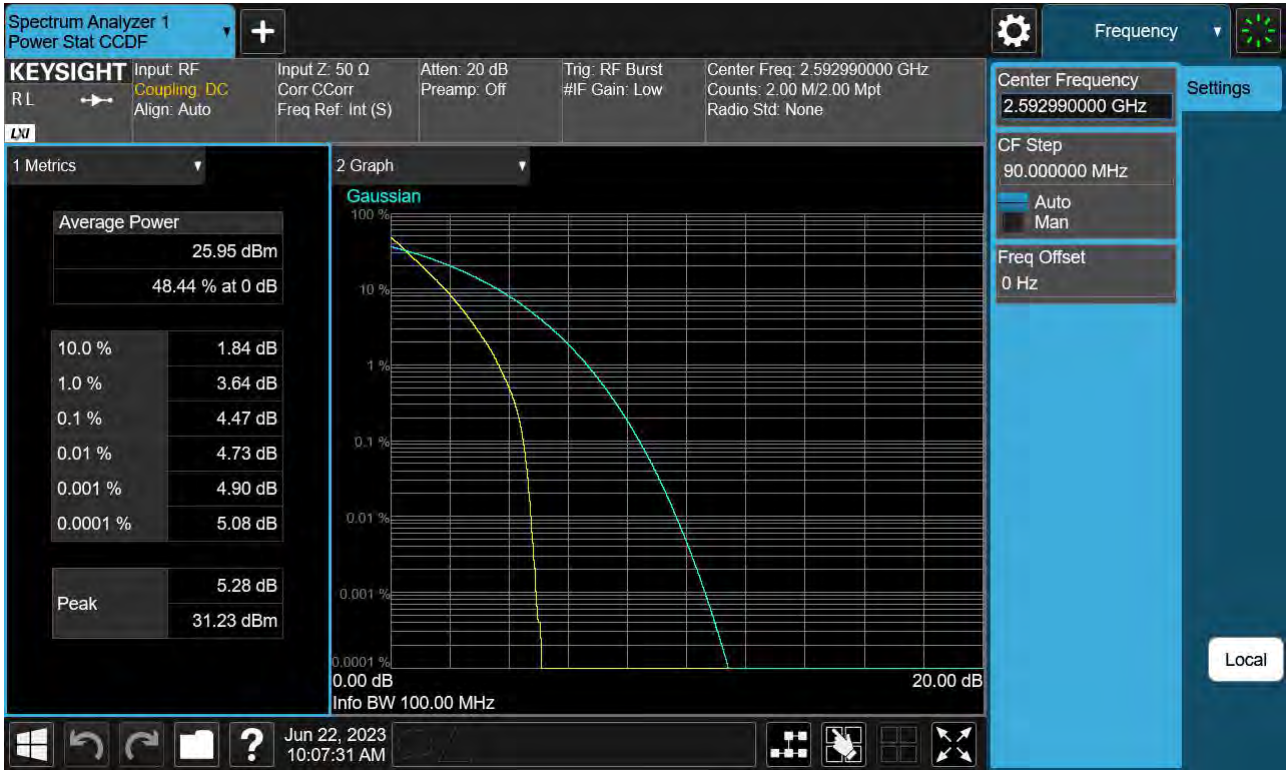 Spectrum Analyzer 1
Power Stat CCDF
Frequency
KEYSIGHT
R L
LXI
Input: RF
Coupling: DC
Align: Auto
Input Z: 50 Ω
Corr CCorr
Freq Ref: Int (S)
Atten: 20 dB
Preamp: Off
Trig: RF Burst
#IF Gain: Low
Center Freq: 2.592990000 GHz
Counts: 2.00 M/2.00 Mpt
Radio Std: None
Center Frequency
2.592990000 GHz
Settings
CF Step
90.000000 MHz
Auto
Man
Freq Offset
0 Hz
Local
1 Metrics
Average Power
25.95 dBm
48.44 % at 0 dB
10.0 % 1.84 dB
1.0 % 3.64 dB
0.1 % 4.47 dB
0.01 % 4.73 dB
0.001 % 4.90 dB
0.0001 % 5.08 dB
Peak
5.28 dB
31.23 dBm
2 Graph
Gaussian
100 %
10 %
1 %
0.1 %
0.01 %
0.001 %
0.0001 %
0.00 dB 20.00 dB
Info BW 100.00 MHz
?
Jun 22, 2023
10:07:31 AM